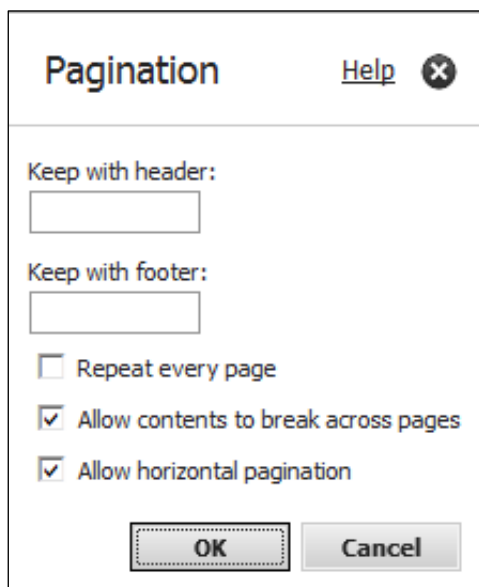 Pagination Help
Keep with header:
Keep with footer:
Repeat every page
Allow contents to break across pages
Allow horizontal pagination
OK Cancel